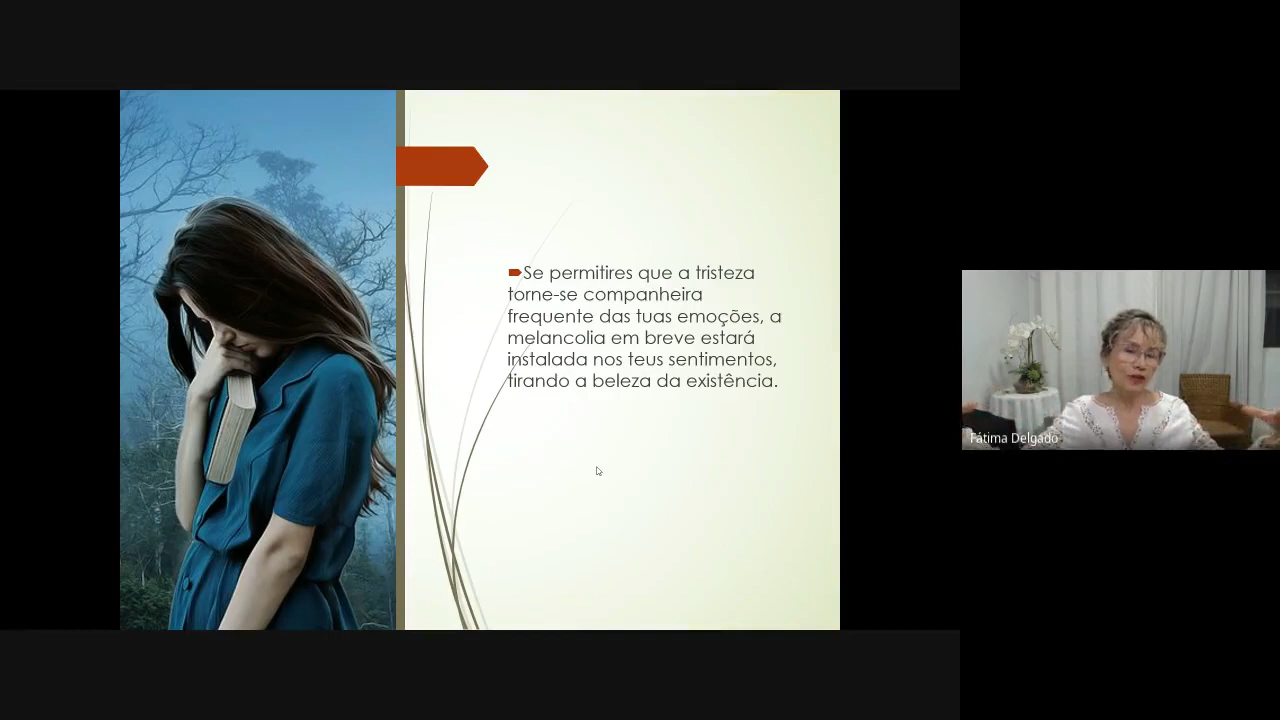 Se permitires que a tristeza
torne-se companheira
frequente das tuas emoções, a
melancolia em breve estará
instalada nos teus sentimentos,
tirando a beleza da existência.
Fátima Delgado